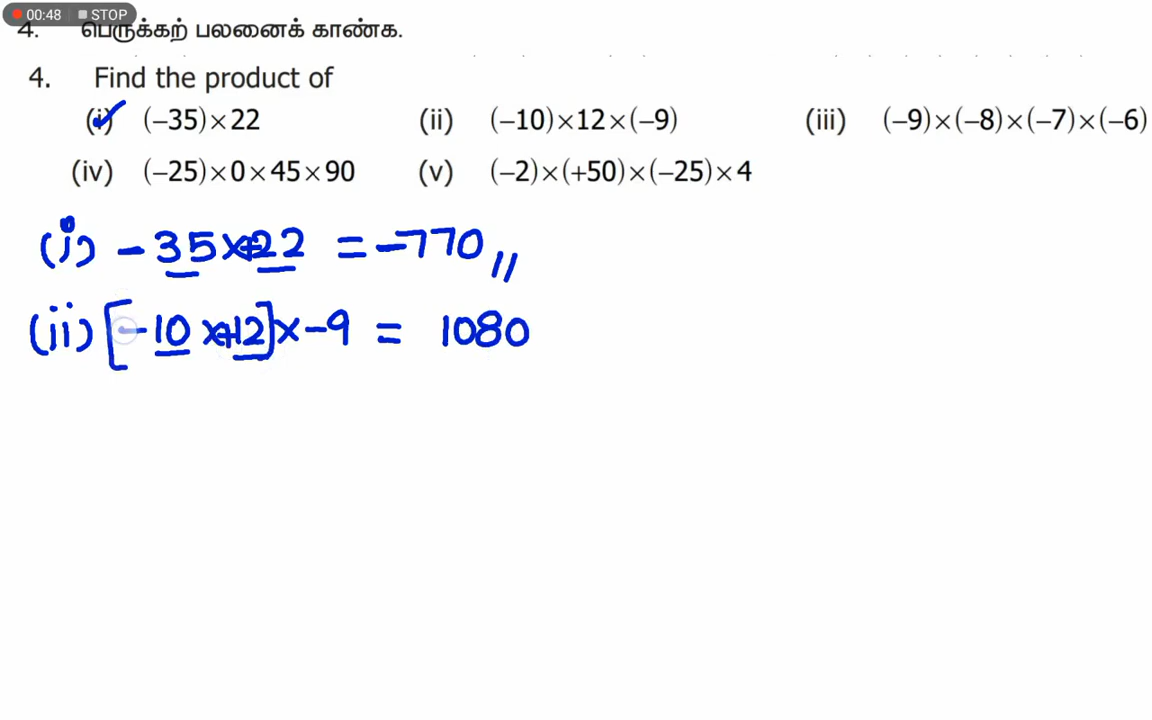 00:48 STOP
4. பெருக்கற் பலனைக் காண்க.
4. Find the product of
(i) (−35)×22 (ii) (−10)×12×(−9) (iii) (−9)×(−8)×(−7)×(−6)
(iv) (−25)×0×45×90 (v) (−2)×(+50)×(−25)×4
(i) - 35 x+22 = -770 //
(ii) [-10 x+12] x -9 = 1080